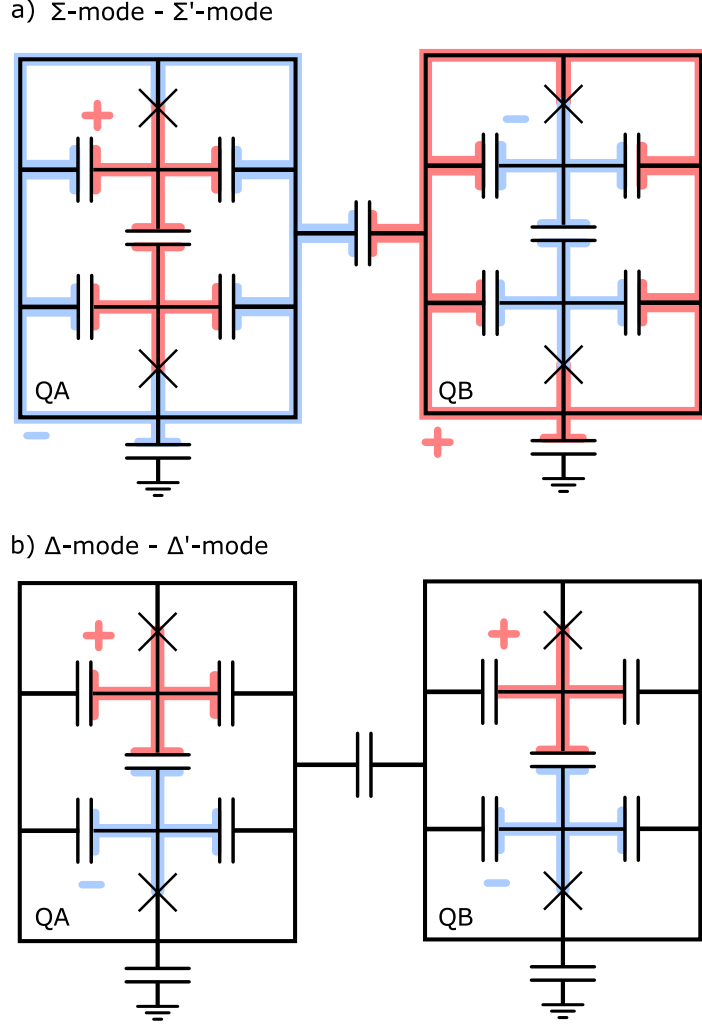 a) Σ-mode - Σ'-mode
+
-
QA
QB
-
+
b) Δ-mode - Δ'-mode
+
+
-
-
QA
QB